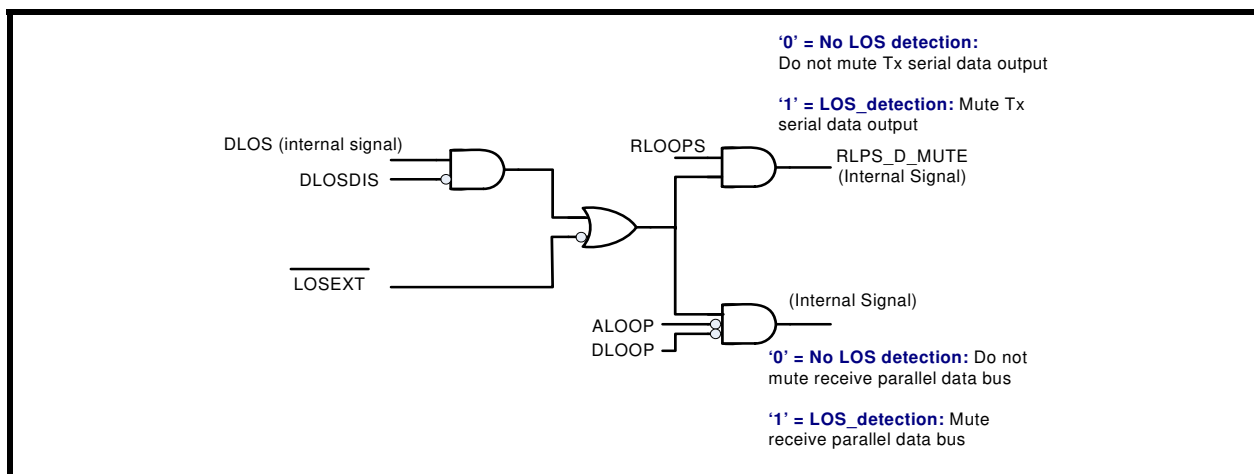 ‘0’ = No LOS detection:
Do not mute Tx serial data output
‘1’ = LOS_detection: Mute Tx
serial data output
DLOS (internal signal)
DLOSDIS
RLOOPS
RLPS_D_MUTE
(Internal Signal)
LOSEXT
(Internal Signal)
ALOOP
DLOOP
‘0’ = No LOS detection: Do not
mute receive parallel data bus
‘1’ = LOS_detection: Mute
receive parallel data bus